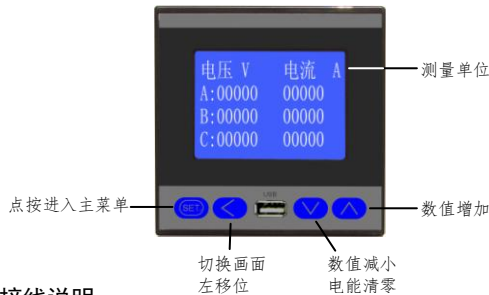 电压 V 电流 A
A:00000 00000
B:00000 00000
C:00000 00000
测量单位
点按进入主菜单
SET
USB
数值增加
切换画面
左移位
数值减小
电能清零
接线说明